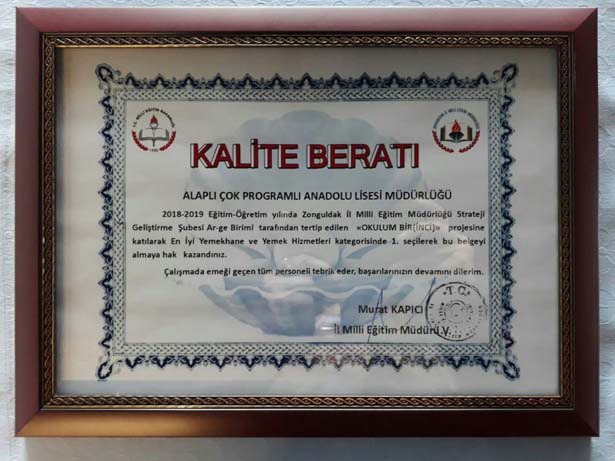 KALİTE BERATI
ALAPLI ÇOK PROGRAMLI ANADOLU LİSESİ MÜDÜRLÜĞÜ
2018-2019 Eğitim-Öğretim yılında Zonguldak İl Milli Eğitim Müdürlüğü Strateji
Geliştirme Şubesi Ar-ge Birimi tarafından tertip edilen «OKULUM BİR(İNCİ)» projesine
katılarak En İyi Yemekhane ve Yemek Hizmetleri kategorisinde 1. seçilerek bu belgeyi
almaya hak kazandınız.
Çalışmada emeği geçen tüm personeli tebrik eder, başarılarınızın devamını dilerim.
Murat KAPICI
İl Milli Eğitim Müdürü V.
T.C.